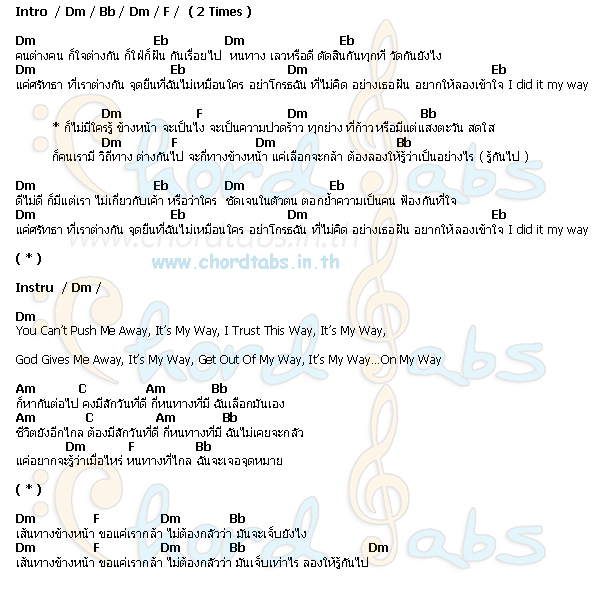 Intro / Dm / Bb / Dm / F / ( 2 Times )
Dm Eb Dm Eb
คนต่างคน ก็ใจต่างกัน ก็ใฝ่ก็ฝัน กันเรื่อยไป หนทาง เลวหรือดี ตัดสินกันทุกที วัดกันยังไง
Dm Eb Dm Eb
แค่ศรัทธา ที่เราต่างกัน จุดยืนที่ฉันไม่เหมือนใคร อย่าโกรธฉัน ที่ไม่คิด อย่างเธอฝัน อยากให้ลองเข้าใจ I did it my way
Dm F Dm Bb
* ก็ไม่มีใครรู้ ข้างหน้า จะเป็นไง จะเป็นความปวดร้าว ทุกย่าง ที่ก้าวหรือมีแต่แสงตะวัน สดใส
Dm F Dm Bb
ก็คนเรามี วิถีทาง ต่างกันไป จะกี่ทางข้างหน้า แค่เลือกจะกล้า ต้องลองให้รู้ว่าเป็นอย่างไร ( รู้กันไป )
Dm Eb Dm Eb
ดีไม่ดี ก็มีแต่เรา ไม่เกี่ยวกับเค้า หรือว่าใคร ชัดเจนในตัวตน ตอกย้ำความเป็นคน ฟ้องกันที่ใจ
Dm Eb Dm Eb
แค่ศรัทธา ที่เราต่างกัน จุดยืนที่ฉันไม่เหมือนใคร อย่าโกรธฉัน ที่ไม่คิด อย่างเธอฝัน อยากให้ลองเข้าใจ I did it my way
www.chordtabs.in.th
( * )
www.chordtabs.in.th
Instru / Dm /
Dm
You Can't Push Me Away, It's My Way, I Trust This Way, It's My Way,
God Gives Me Away, It's My Way, Get Out Of My Way, It's My Way...On My Way
Am C Am Bb
ก็หากันต่อไป คงมีสักวันที่ดี กี่หนทางที่มี ฉันเลือกมันเอง
Am C Am Bb
ชีวิตยังอีกไกล ต้องมีสักวันที่ดี กี่หนทางที่มี ฉันไม่เคยจะกลัว
Dm F Bb
แค่อยากจะรู้ว่าเมื่อไหร่ หนทางที่ไกล ฉันจะเจอจุดหมาย
( * )
Dm F Dm Bb
เส้นทางข้างหน้า ขอแค่เรากล้า ไม่ต้องกลัวว่า มันจะเจ็บยังไง
Dm F Dm Bb Dm
เส้นทางข้างหน้า ขอแค่เรากล้า ไม่ต้องกลัวว่า มันเจ็บเท่าไร ลองให้รู้กันไป